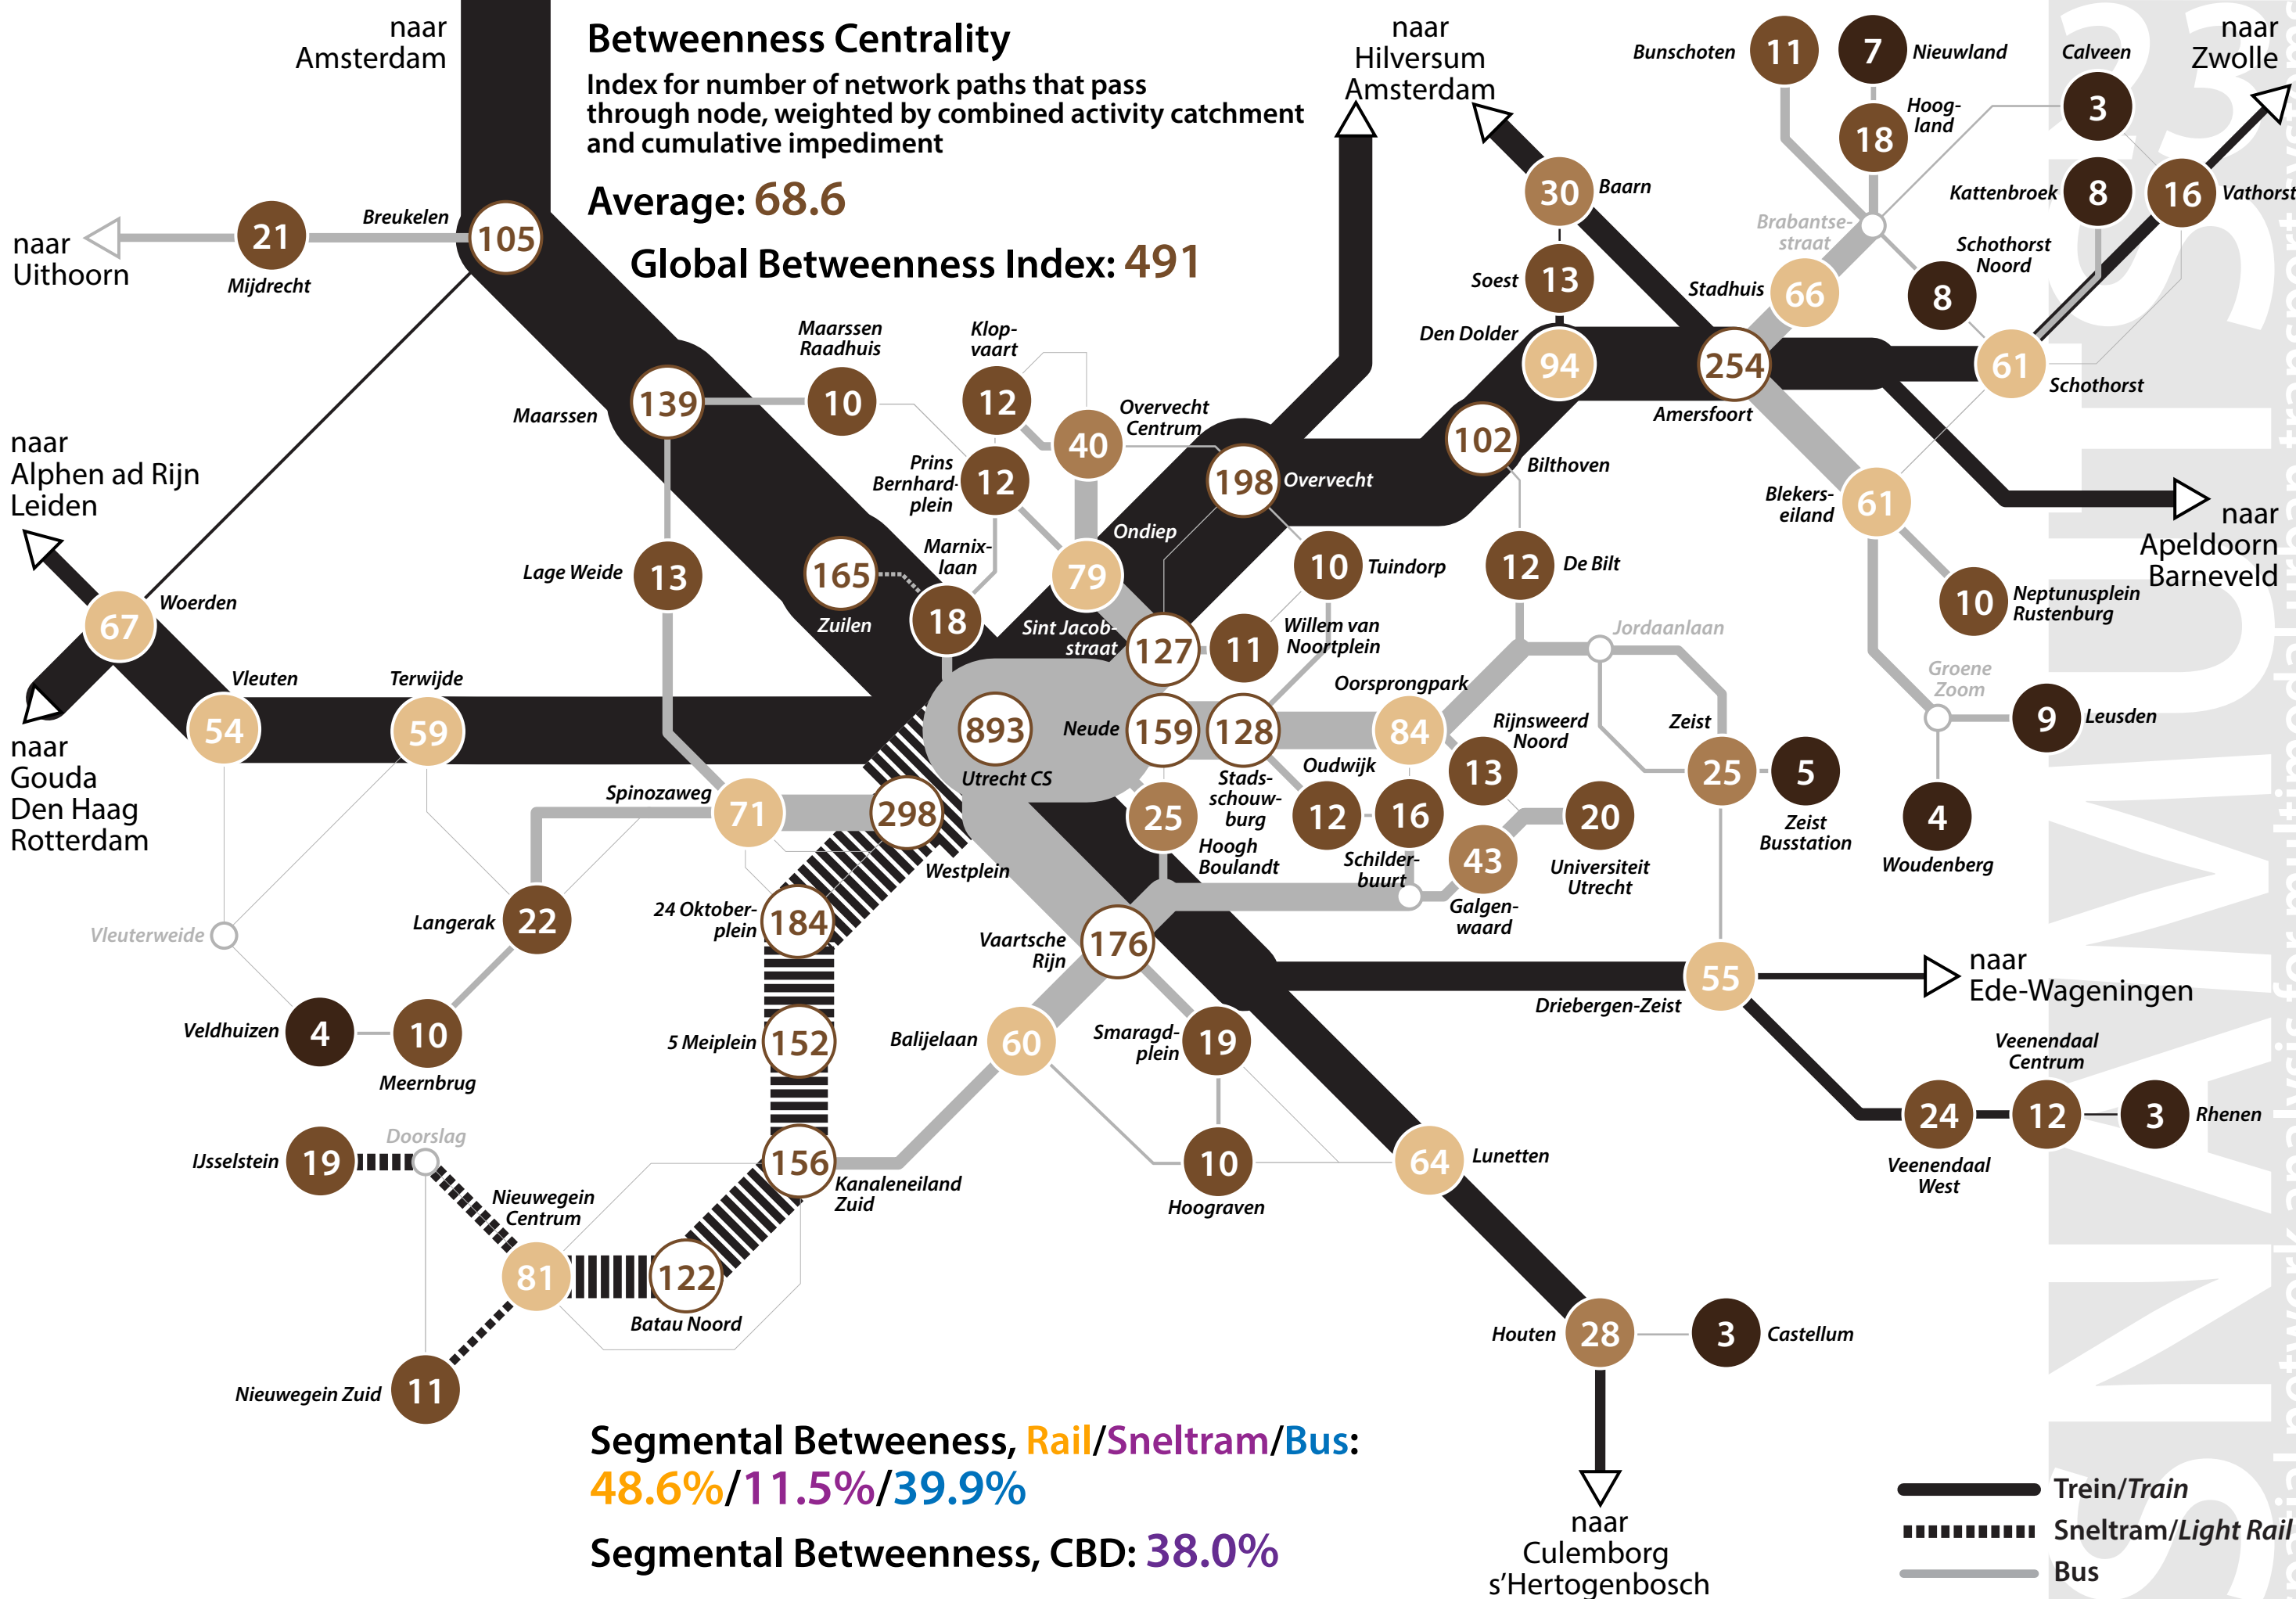 naar
Amsterdam
Betweenness Centrality
Index for number of network paths that pass
through node, weighted by combined activity catchment
and cumulative impediment
Average: 68.6
Global Betweenness Index: 491
naar
Hilversum
Amsterdam
Bunschoten
11
7
Nieuwland
Calveen
naar
Zwolle
3
Hoog-
land
18
30
Baarn
Kattenbroek
8
16
Vathorst
naar
Uithoorn
21
Mijdrecht
Breukelen
105
Brabantse-
straat
Schothorst
Noord
8
Soest
13
Stadhuis
66
Den Dolder
94
254
Amersfoort
61
Schothorst
Maarssen
Raadhuis
10
Klop-
vaart
12
Maarssen
139
Overvecht
Centrum
40
102
Bilthoven
naar
Alphen ad Rijn
Leiden
Prins
Bernhard-
plein
12
198
Overvecht
Blekers-
eiland
61
naar
Apeldoorn
Barneveld
Ondiep
79
Marnix-
laan
18
165
Zuilen
Lage Weide
13
10
Tuindorp
12
De Bilt
10
Neptunusplein
Rustenburg
67
Woerden
Sint Jacob-
straat
127
11
Willem van
Noortplein
Jordaanlaan
Groene
Zoom
9
Leusden
4
Woudenberg
Vleuten
54
Terwijde
59
naar
Gouda
Den Haag
Rotterdam
893
Utrecht CS
Neude
159
128
Stads-
schouw-
burg
Oorsprongpark
84
Rijnsweerd
Noord
13
Zeist
25
5
Zeist
Busstation
Spinozaweg
71
298
Westplein
25
Hoogh
Boulandt
Oudwijk
12
16
Schilder-
buurt
43
Galgen-
waard
20
Universiteit
Utrecht
Langerak
22
24 Oktober-
plein
184
Vleuterweide
Vaartsche
Rijn
176
55
Driebergen-Zeist
naar
Ede-Wageningen
Veldhuizen
4
10
Meernbrug
5 Meiplein
152
Balijelaan
60
Smaragd-
plein
19
Veenendaal
Centrum
24
12
3
Rhenen
Veenendaal
West
IJsselstein
19
Doorslag
156
Kanaleneiland
Zuid
10
Hoograven
64
Lunetten
Nieuwegein
Centrum
81
122
Batau Noord
Nieuwegein Zuid
11
Houten
28
3
Castellum
Segmental Betweeness, Rail/Sneltram/Bus:
48.6%/11.5%/39.9%
Segmental Betweenness, CBD: 38.0%
naar
Culemborg
s'Hertogenbosch
Trein/Train
Sneltram/Light Rail
Bus